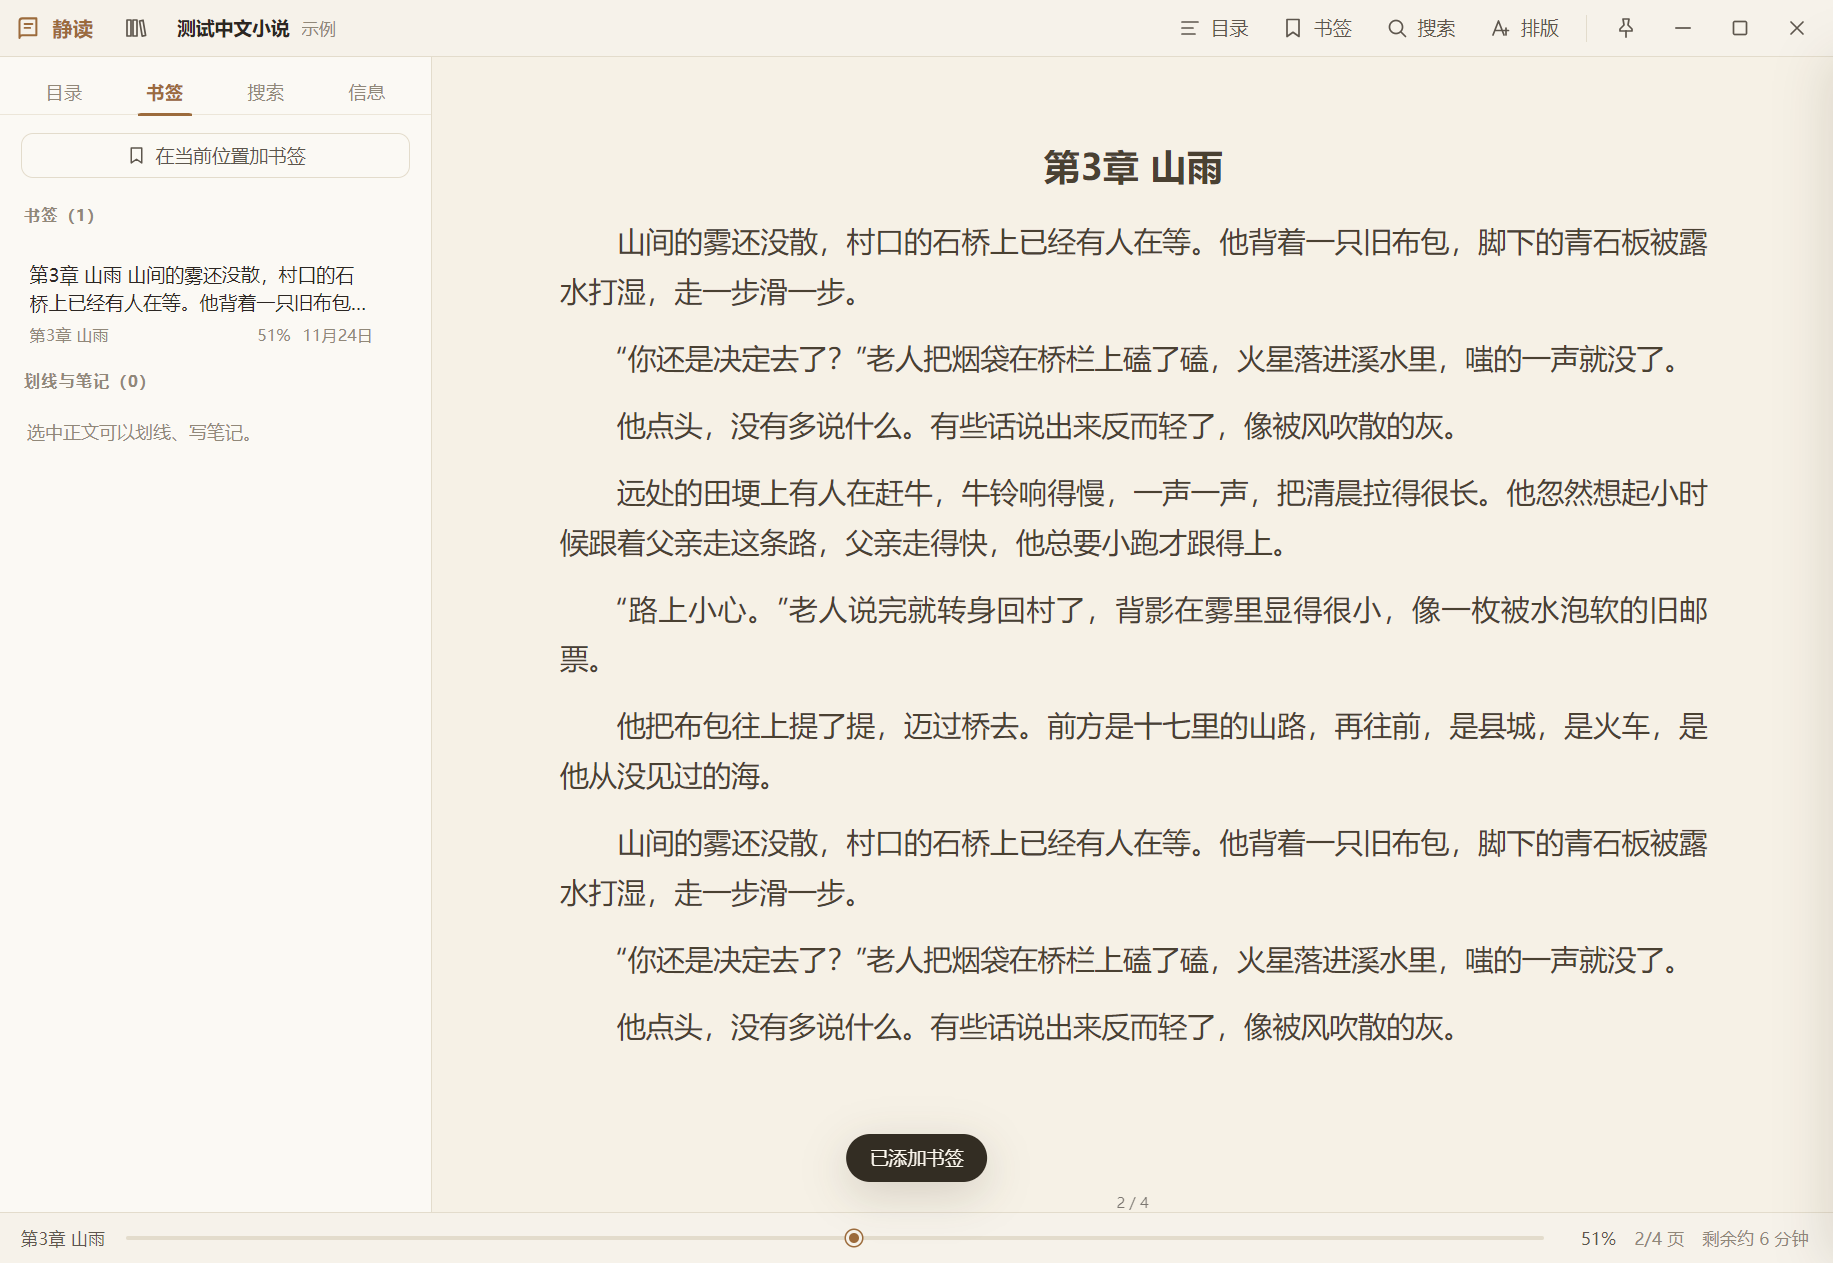 静读 测试中文小说 示例 目录 书签 搜索 排版
目录 书签 搜索 信息
在当前位置加书签
书签（1）
第3章 山雨 山间的雾还没散，村口的石
桥上已经有人在等。他背着一只旧布包...
第3章 山雨 51% 11月24日
划线与笔记（0）
选中正文可以划线、写笔记。
第3章 山雨
山间的雾还没散，村口的石桥上已经有人在等。他背着一只旧布包，脚下的青石板被露
水打湿，走一步滑一步。
“你还是决定去了？”老人把烟袋在桥栏上磕了磕，火星落进溪水里，嗤的一声就没了。
他点头，没有多说什么。有些话说出来反而轻了，像被风吹散的灰。
远处的田埂上有人在赶牛，牛铃响得慢，一声一声，把清晨拉得很长。他忽然想起小时
候跟着父亲走这条路，父亲走得快，他总要小跑才跟得上。
“路上小心。”老人说完就转身回村了，背影在雾里显得很小，像一枚被水泡软的旧邮
票。
他把布包往上提了提，迈过桥去。前方是十七里的山路，再往前，是县城，是火车，是
他从没见过的海。
山间的雾还没散，村口的石桥上已经有人在等。他背着一只旧布包，脚下的青石板被露
水打湿，走一步滑一步。
“你还是决定去了？”老人把烟袋在桥栏上磕了磕，火星落进溪水里，嗤的一声就没了。
他点头，没有多说什么。有些话说出来反而轻了，像被风吹散的灰。
已添加书签
2 / 4
第3章 山雨 51% 2/4 页 剩余约 6 分钟